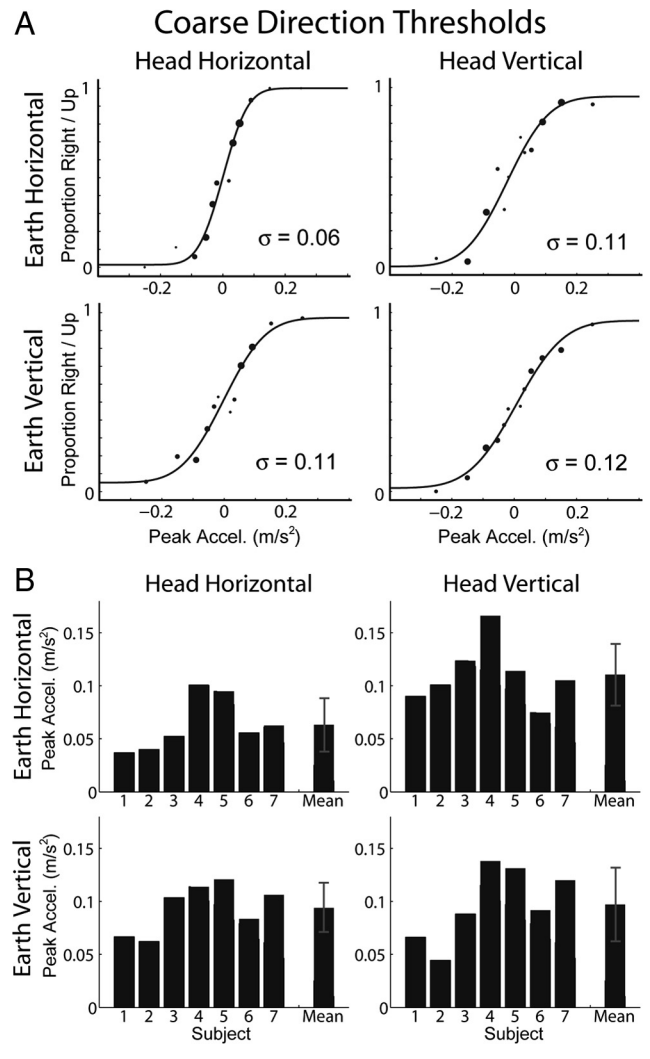 A
Coarse Direction Thresholds
Head Horizontal
Head Vertical
Earth Horizontal
Proportion Right / Up
1
0
-0.2
0
0.2
σ = 0.06
1
0
−0.2
0
0.2
σ = 0.11
Earth Vertical
Proportion Right / Up
1
0
−0.2
0
0.2
σ = 0.11
Peak Accel. (m/s²)
1
0
−0.2
0
0.2
σ = 0.12
Peak Accel. (m/s²)
B
Head Horizontal
Head Vertical
Earth Horizontal
Peak Accel. (m/s²)
0.15
0.1
0.05
0
1 2 3 4 5 6 7 Mean
0.15
0.1
0.05
0
1 2 3 4 5 6 7 Mean
Earth Vertical
Peak Accel. (m/s²)
0.15
0.1
0.05
0
1 2 3 4 5 6 7 Mean
Subject
0.15
0.1
0.05
0
1 2 3 4 5 6 7 Mean
Subject